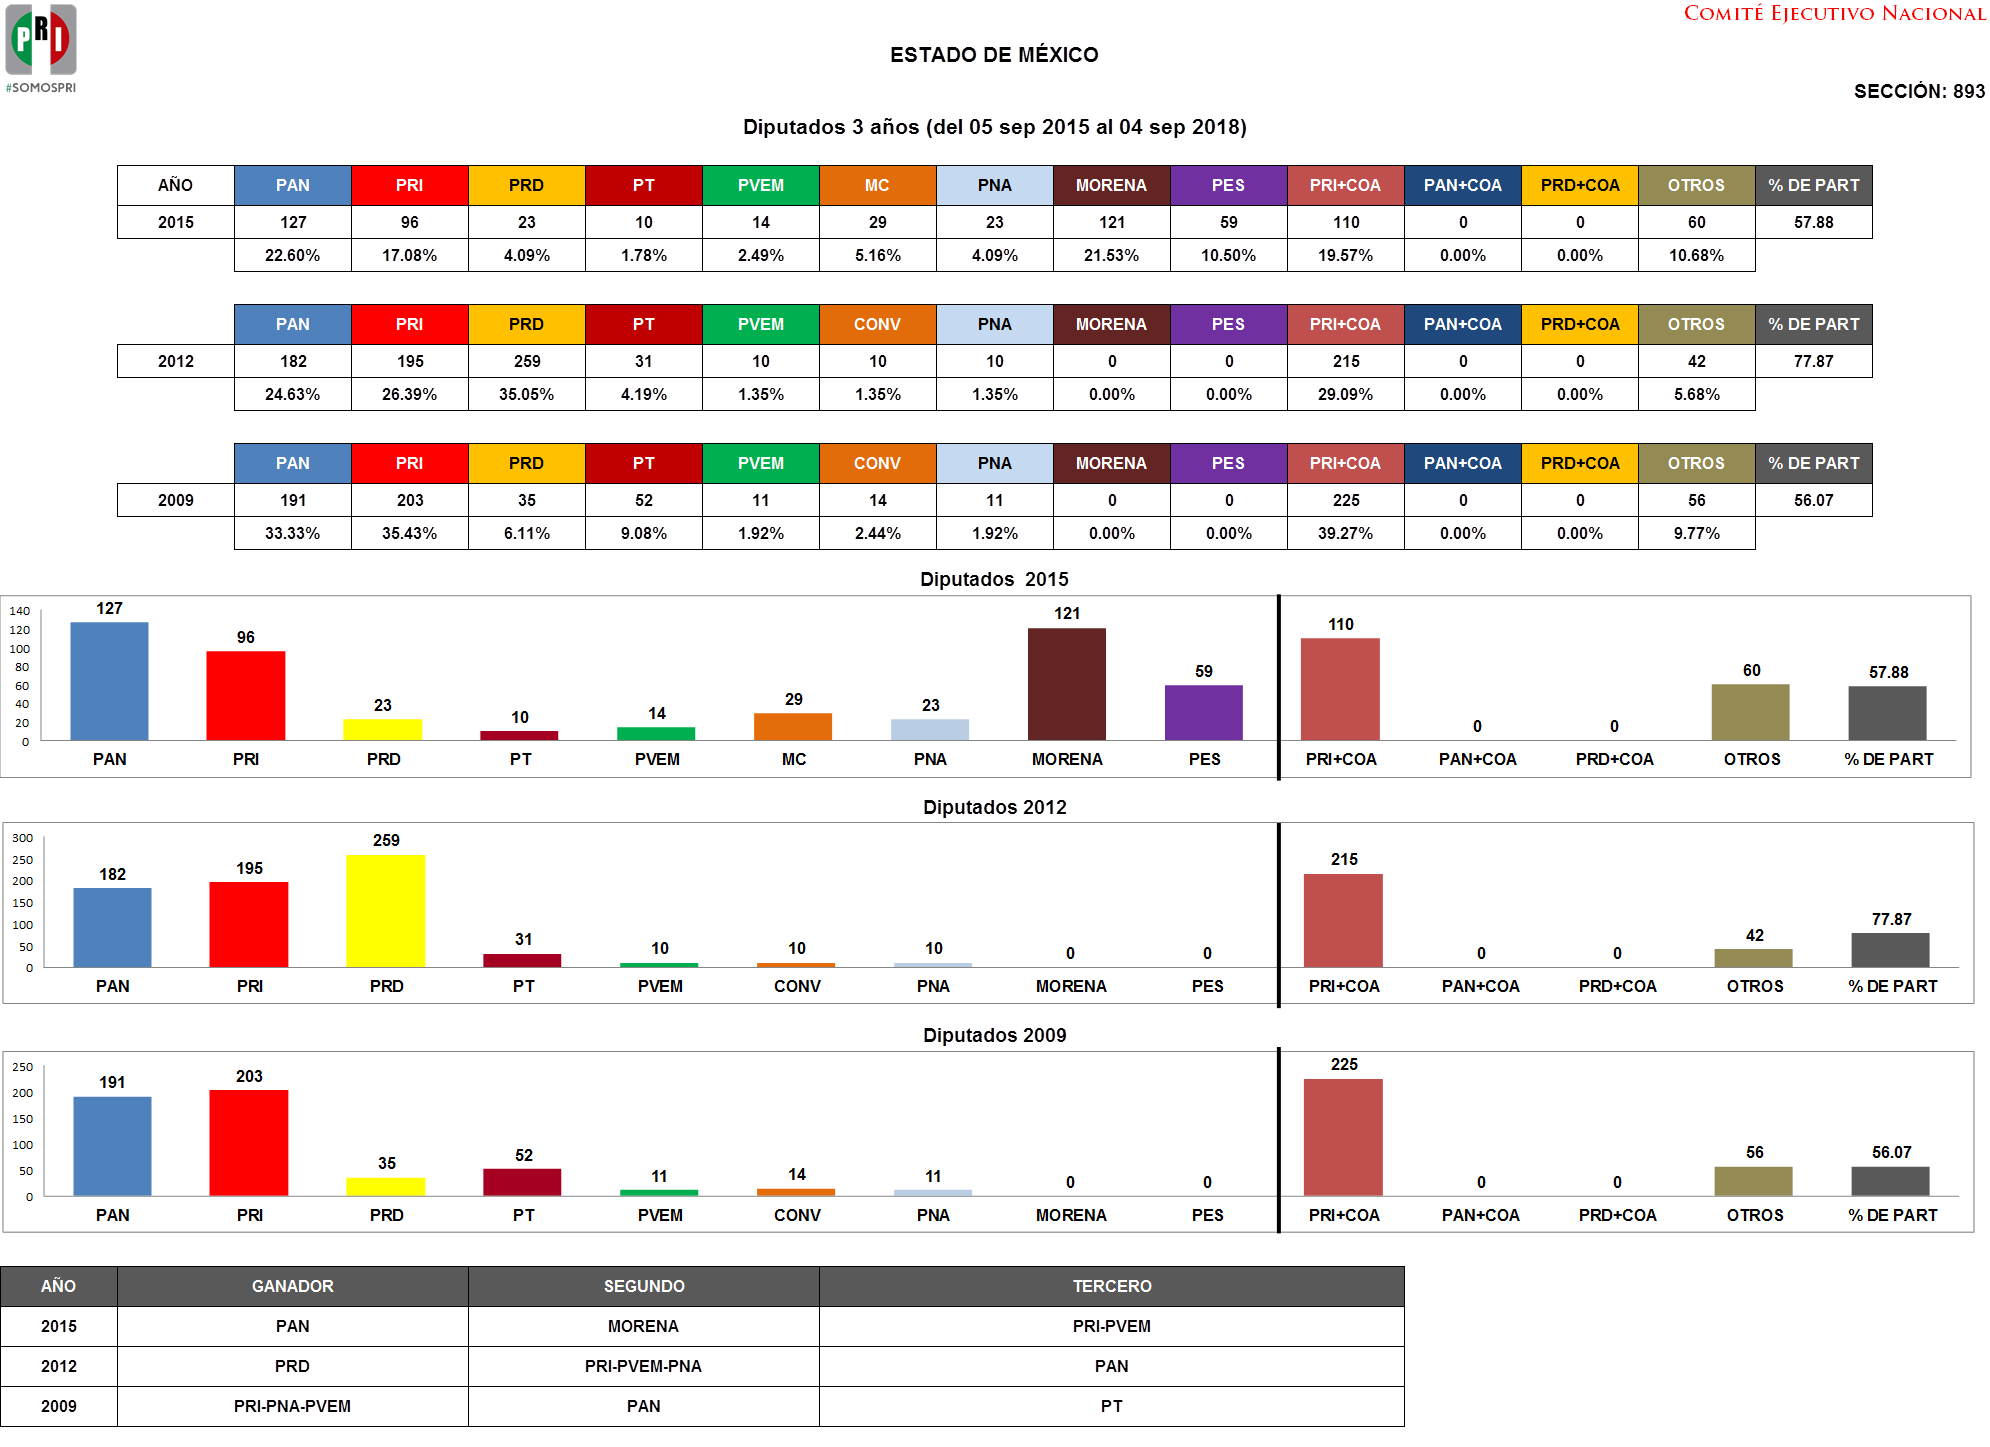 PRI
#SOMOSPRI
COMITÉ EJECUTIVO NACIONAL
ESTADO DE MÉXICO
SECCIÓN: 893
Diputados 3 años (del 05 sep 2015 al 04 sep 2018)
AÑO PAN PRI PRD PT PVEM MC PNA MORENA PES PRI+COA PAN+COA PRD+COA OTROS % DE PART
2015 127 96 23 10 14 29 23 121 59 110 0 0 60 57.88
22.60% 17.08% 4.09% 1.78% 2.49% 5.16% 4.09% 21.53% 10.50% 19.57% 0.00% 0.00% 10.68%
PAN PRI PRD PT PVEM CONV PNA MORENA PES PRI+COA PAN+COA PRD+COA OTROS % DE PART
2012 182 195 259 31 10 10 10 0 0 215 0 0 42 77.87
24.63% 26.39% 35.05% 4.19% 1.35% 1.35% 1.35% 0.00% 0.00% 29.09% 0.00% 0.00% 5.68%
PAN PRI PRD PT PVEM CONV PNA MORENA PES PRI+COA PAN+COA PRD+COA OTROS % DE PART
2009 191 203 35 52 11 14 11 0 0 225 0 0 56 56.07
33.33% 35.43% 6.11% 9.08% 1.92% 2.44% 1.92% 0.00% 0.00% 39.27% 0.00% 0.00% 9.77%
Diputados 2015
140
120
100
80
60
40
20
0
127 96 23 10 14 29 23 121 59 110 0 0 60 57.88
PAN PRI PRD PT PVEM MC PNA MORENA PES PRI+COA PAN+COA PRD+COA OTROS % DE PART
Diputados 2012
300
250
200
150
100
50
0
182 195 259 31 10 10 10 0 0 215 0 0 42 77.87
PAN PRI PRD PT PVEM CONV PNA MORENA PES PRI+COA PAN+COA PRD+COA OTROS % DE PART
Diputados 2009
250
200
150
100
50
0
191 203 35 52 11 14 11 0 0 225 0 0 56 56.07
PAN PRI PRD PT PVEM CONV PNA MORENA PES PRI+COA PAN+COA PRD+COA OTROS % DE PART
AÑO GANADOR SEGUNDO TERCERO
2015 PAN MORENA PRI-PVEM
2012 PRD PRI-PVEM-PNA PAN
2009 PRI-PNA-PVEM PAN PT